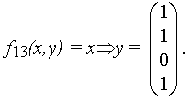 f₁₃(x, y) = x⇒y = (1 1 0 1).